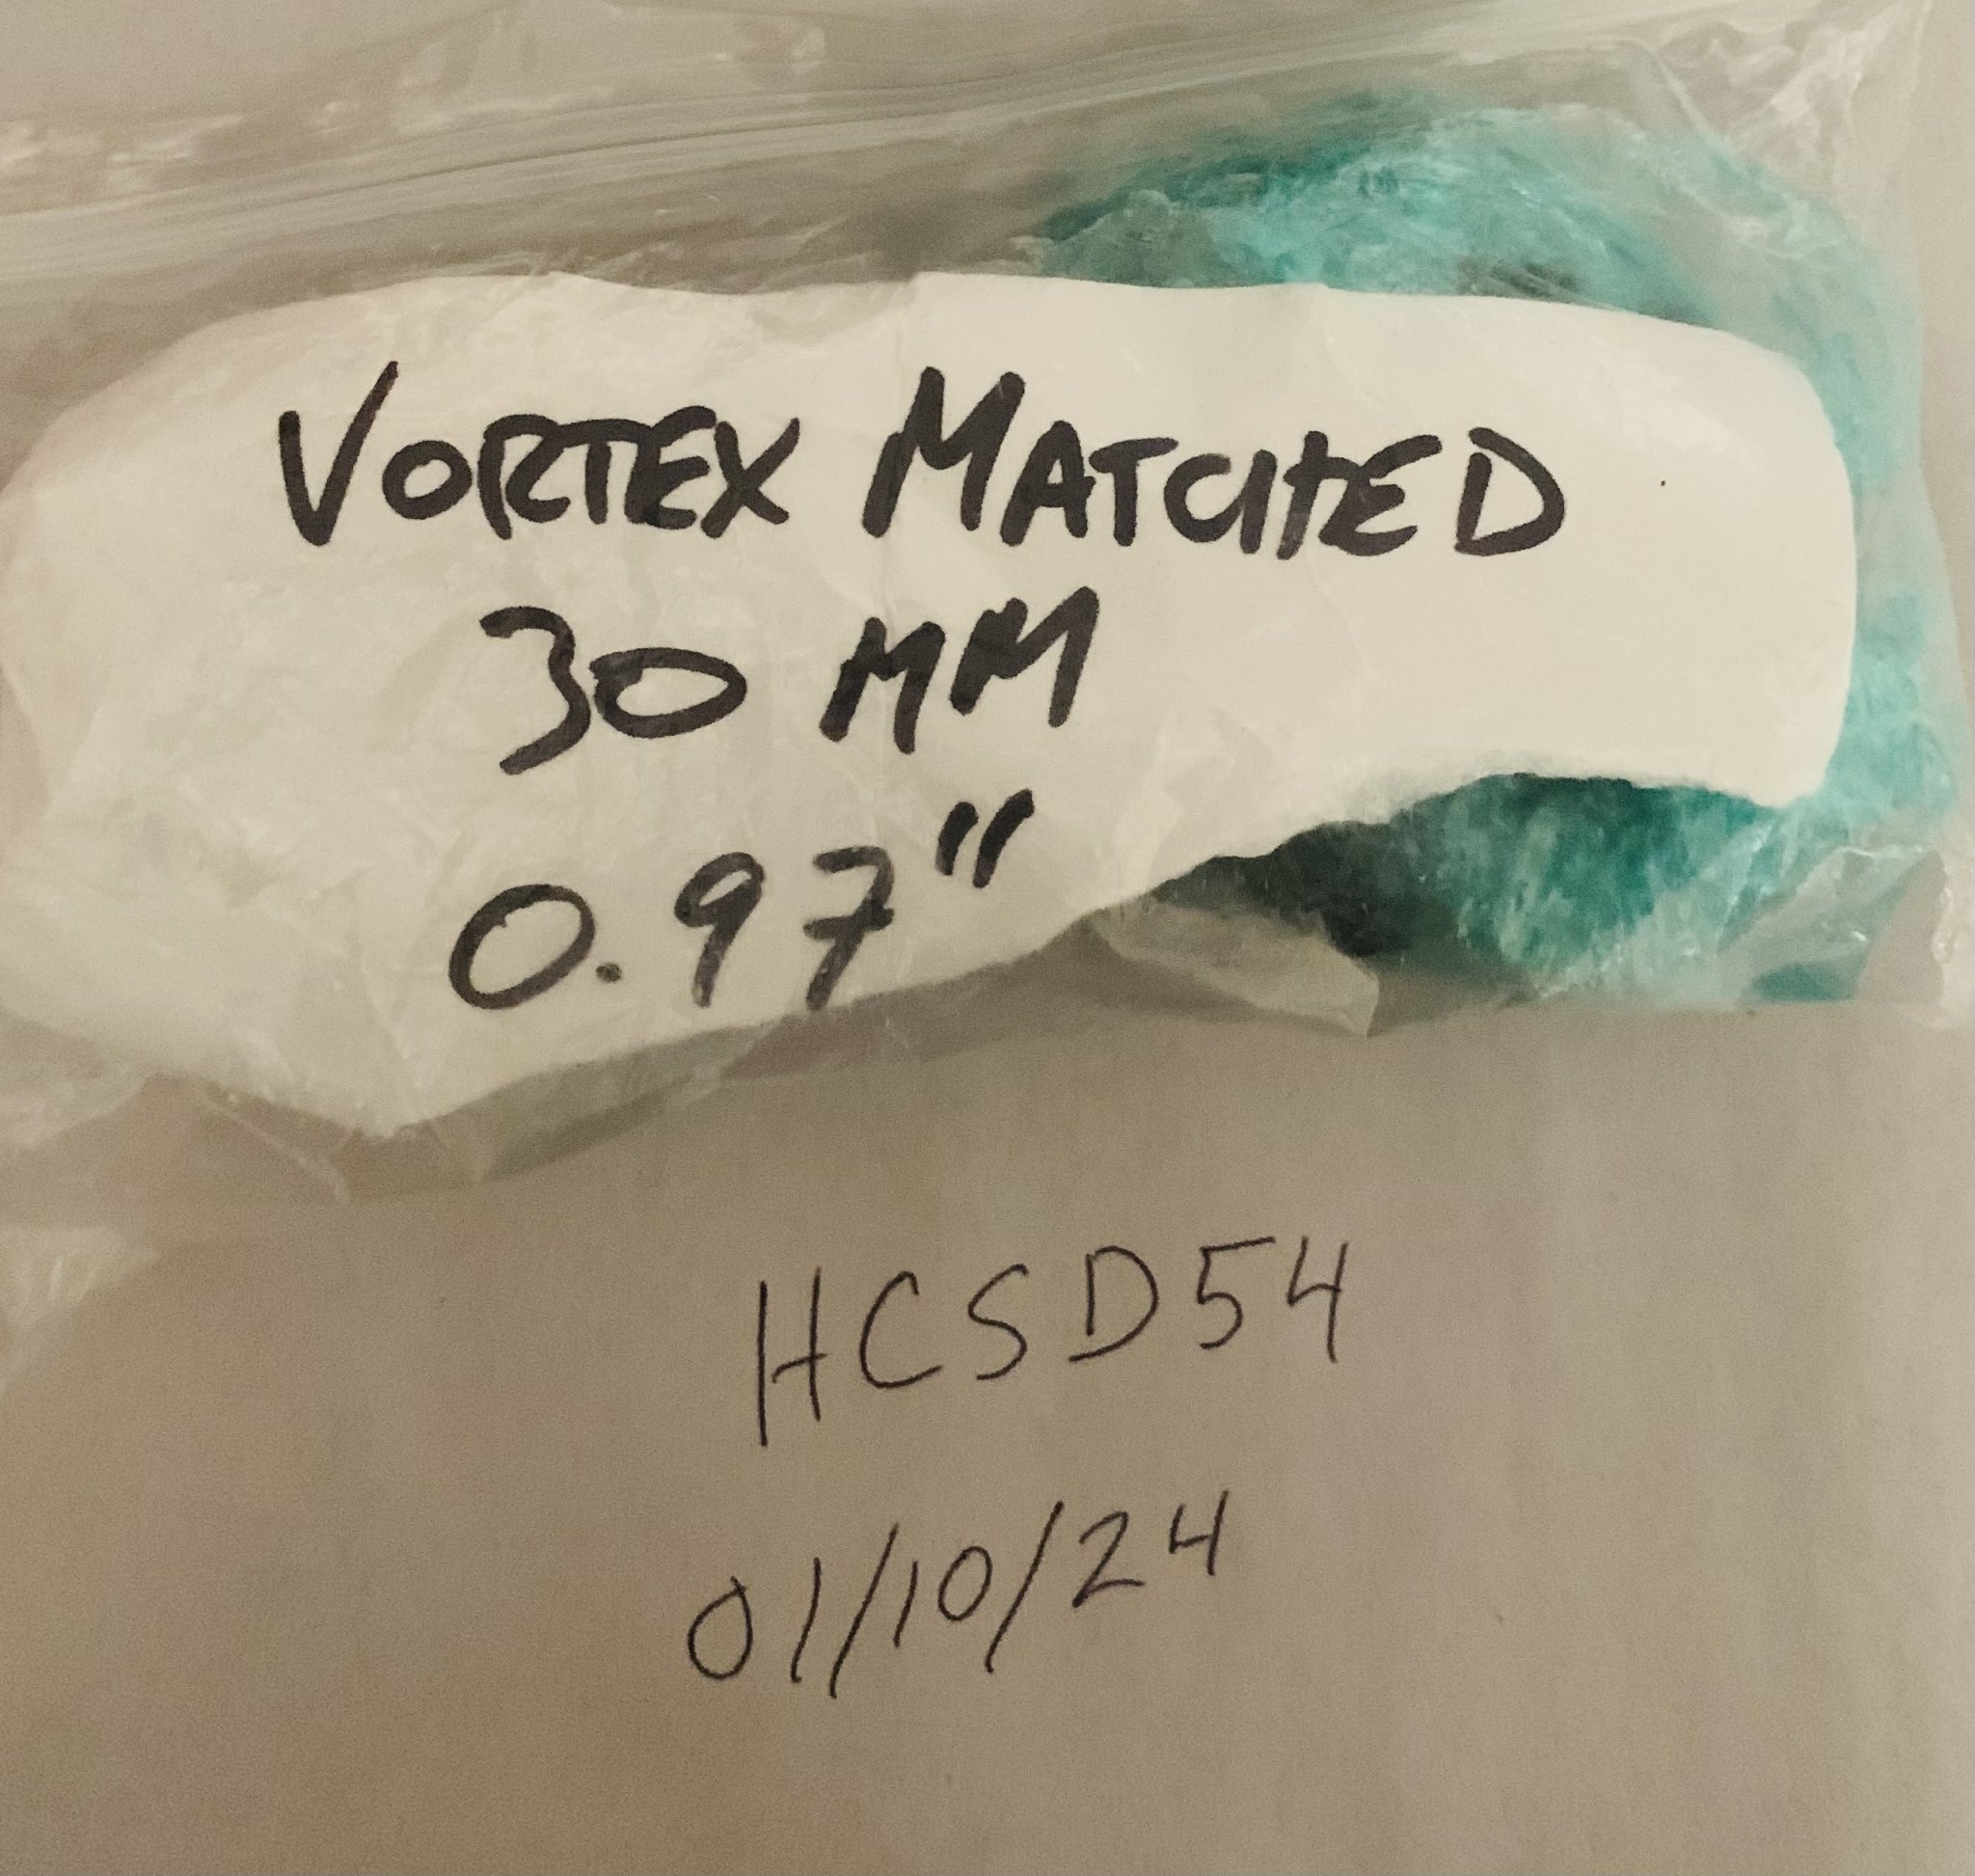 VORTEX MATCHED
30 MM
0.97"
HCSD54
01/10/24